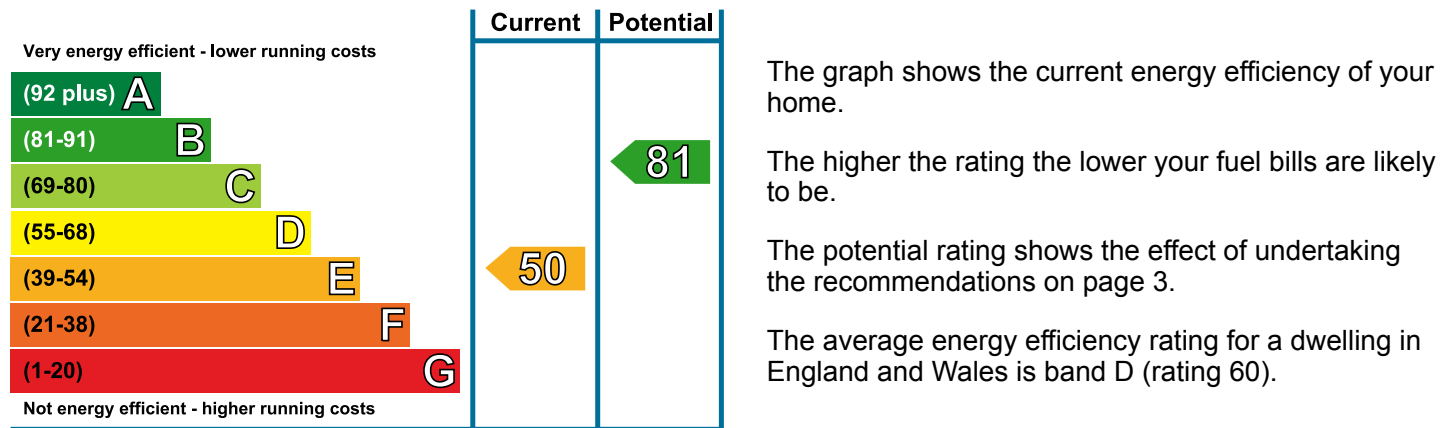 Current Potential
Very energy efficient - lower running costs
(92 plus) A
(81-91) B
(69-80) C
(55-68) D
(39-54) E
(21-38) F
(1-20) G
Not energy efficient - higher running costs
81
50
The graph shows the current energy efficiency of your
home.
The higher the rating the lower your fuel bills are likely
to be.
The potential rating shows the effect of undertaking
the recommendations on page 3.
The average energy efficiency rating for a dwelling in
England and Wales is band D (rating 60).